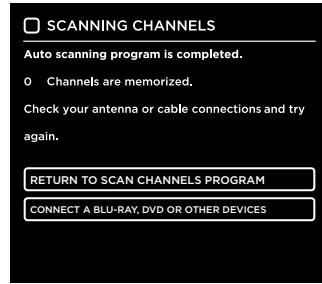 SCANNING CHANNELS
Auto scanning program is completed.
0 Channels are memorized.
Check your antenna or cable connections and try
again.
RETURN TO SCAN CHANNELS PROGRAM
CONNECT A BLU-RAY, DVD OR OTHER DEVICES